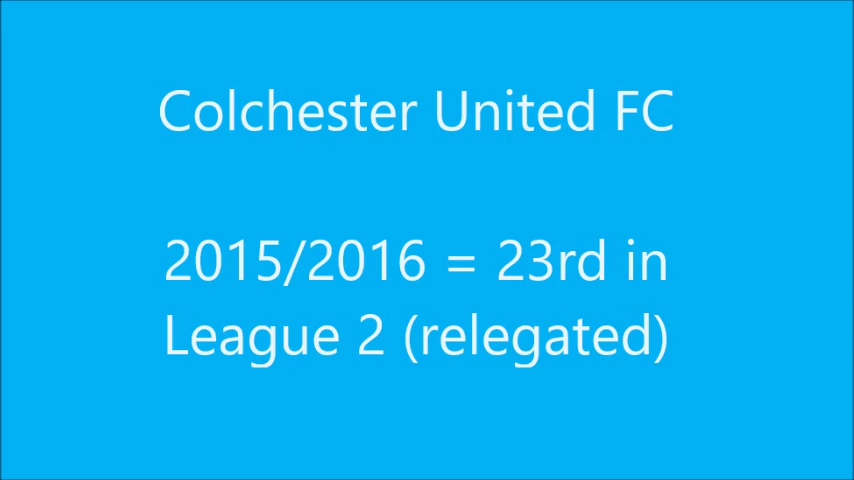 Colchester United FC
2015/2016 = 23rd in
League 2 (relegated)